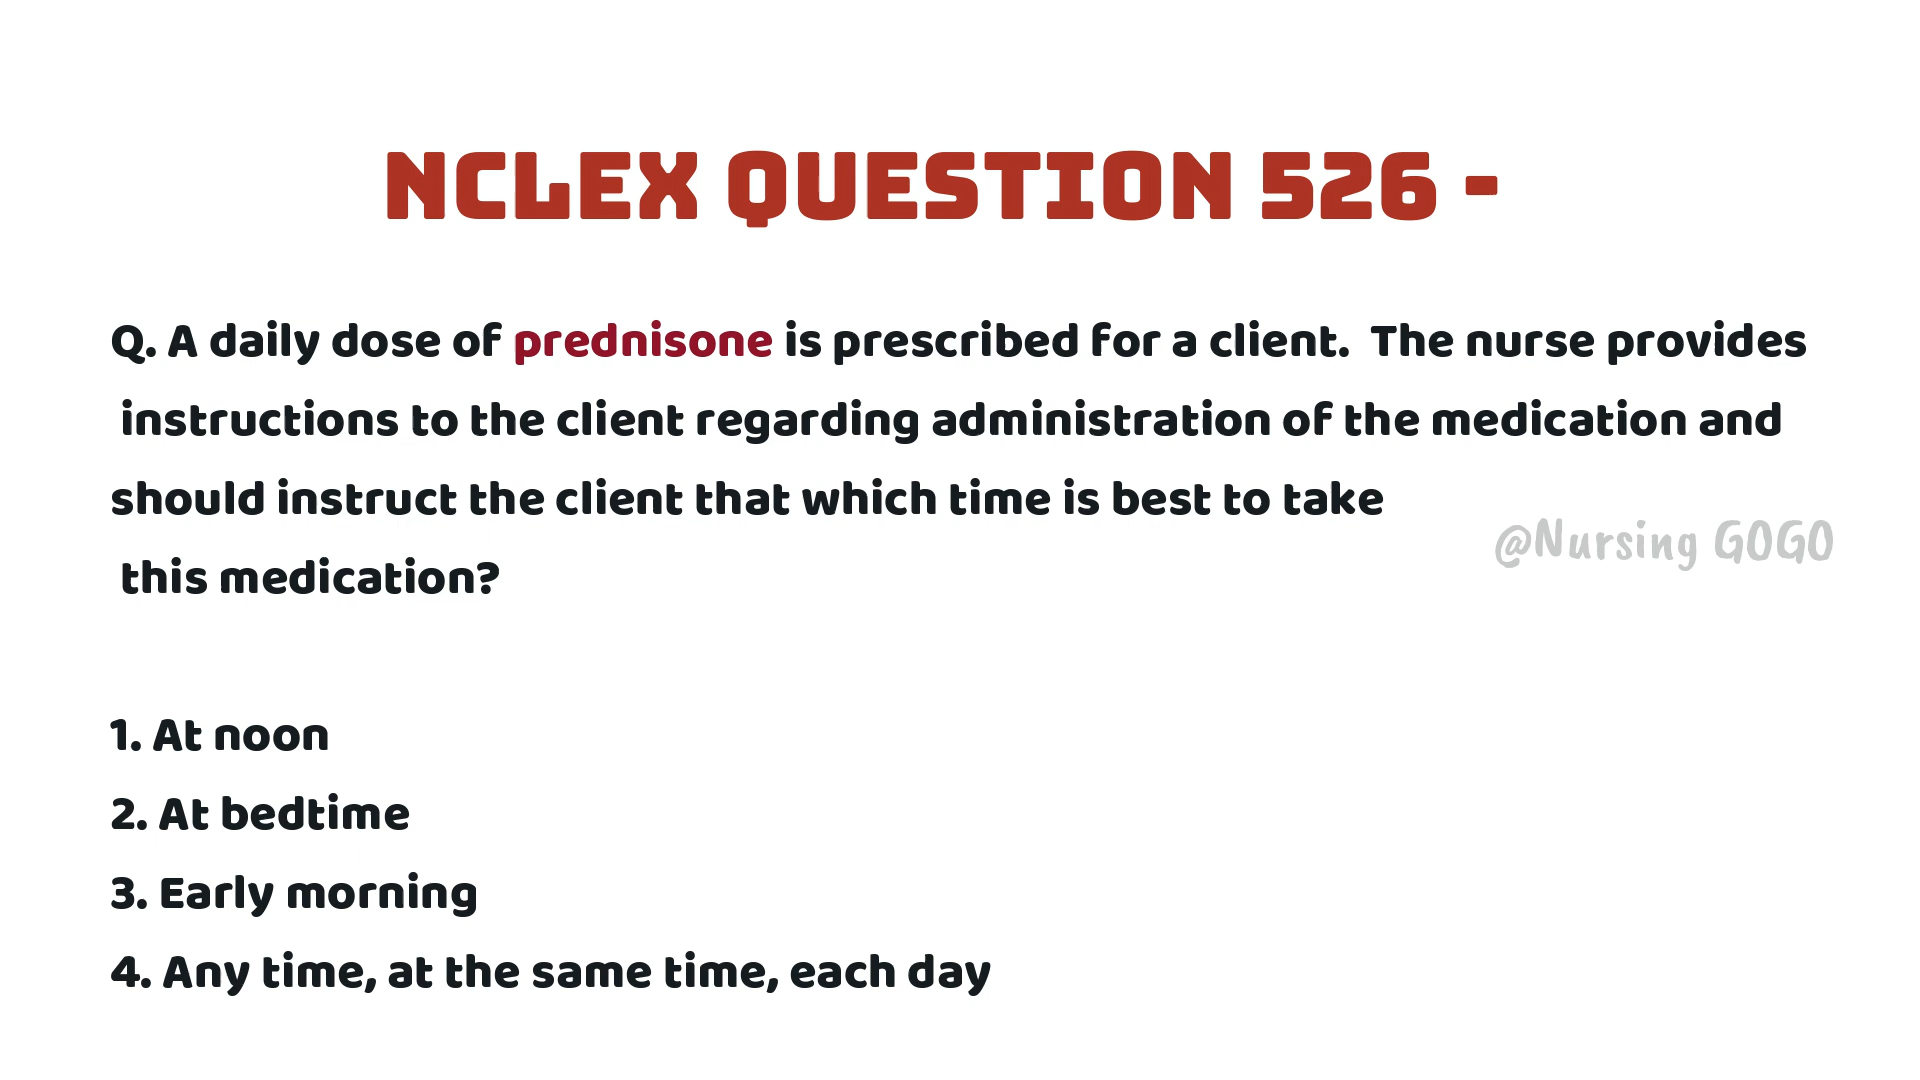 NCLEX QUESTION 526 -
Q. A daily dose of prednisone is prescribed for a client. The nurse provides
instructions to the client regarding administration of the medication and
should instruct the client that which time is best to take
@Nursing GOGO
this medication?
1. At noon
2. At bedtime
3. Early morning
4. Any time, at the same time, each day